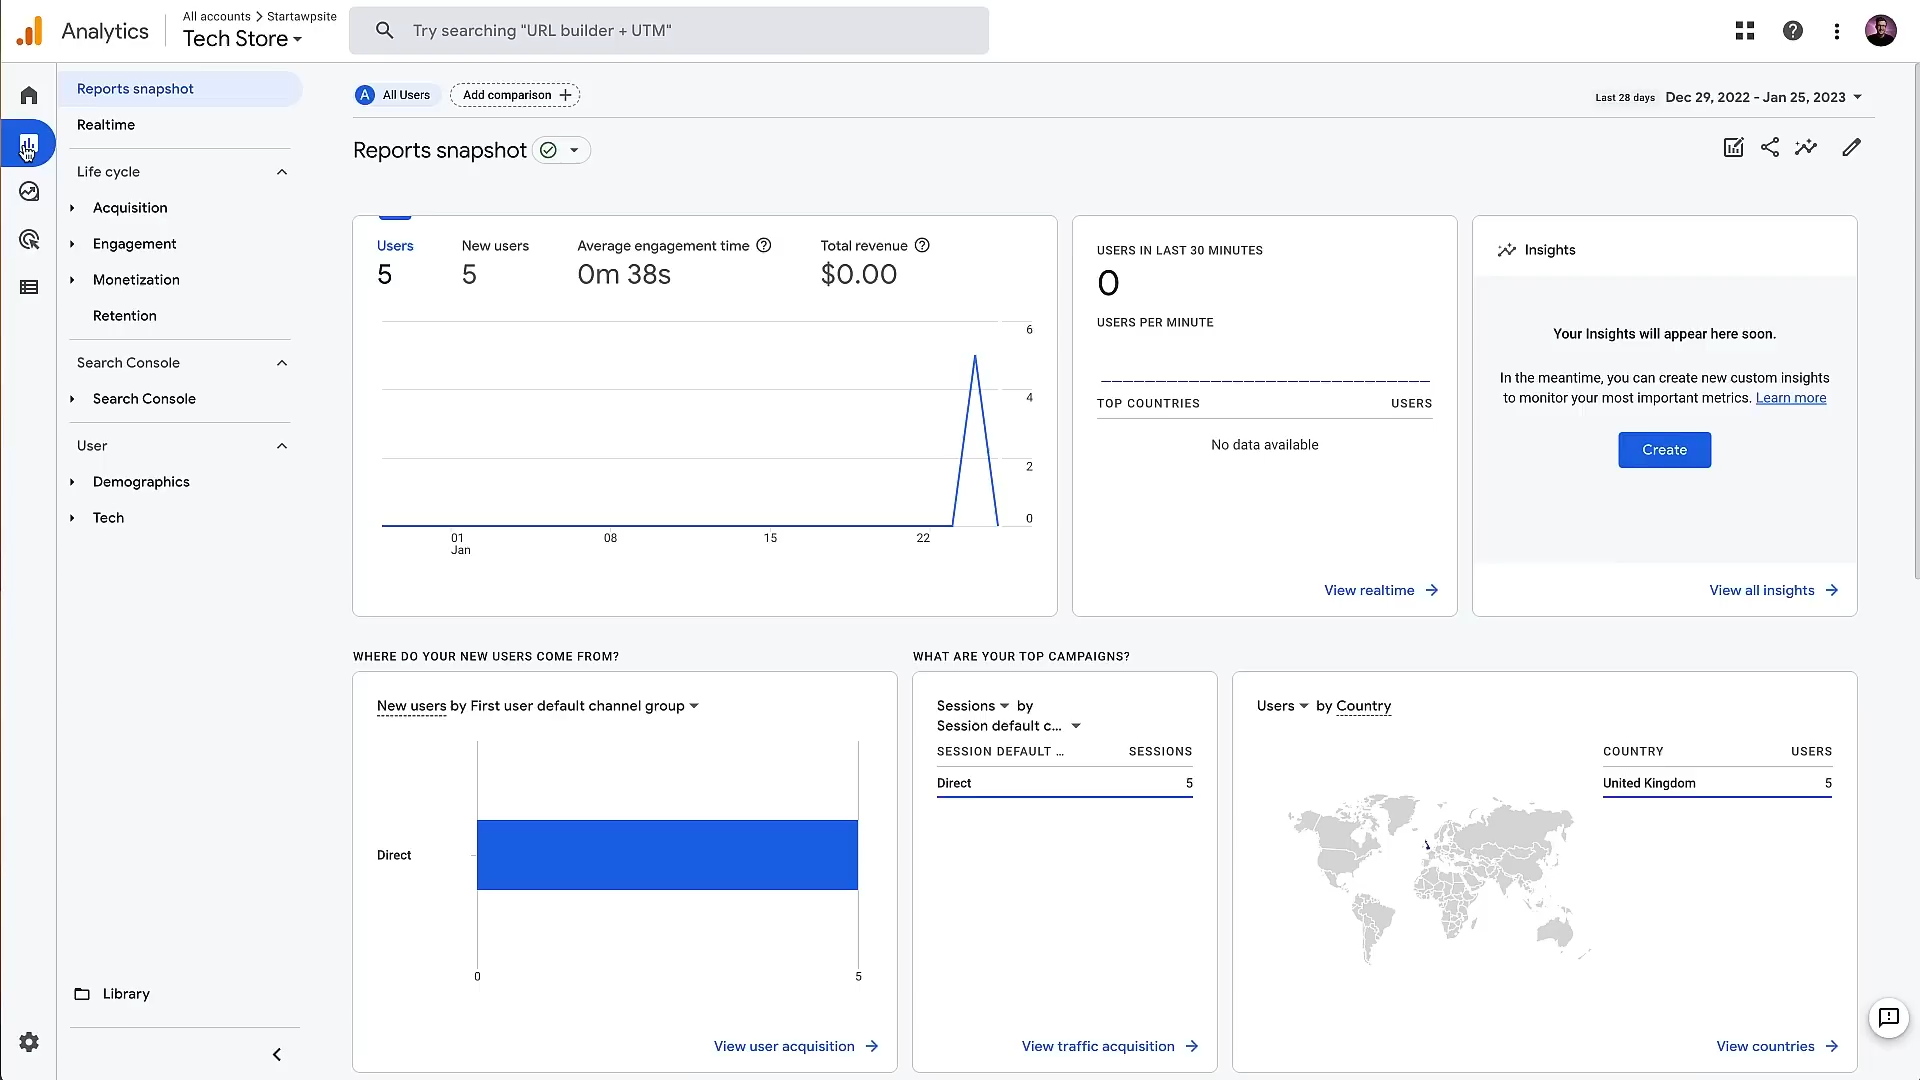 Analytics
All accounts > Startawpsite
Tech Store
Try searching "URL builder + UTM"
Reports snapshot
Realtime
Life cycle
Acquisition
Engagement
Monetization
Retention
Search Console
Search Console
User
Demographics
Tech
Library
A All Users
Add comparison +
Last 28 days Dec 29, 2022 - Jan 25, 2023
Reports snapshot
Users
5
New users
5
Average engagement time
0m 38s
Total revenue
$0.00
6
4
2
0
01
Jan
08
15
22
USERS IN LAST 30 MINUTES
0
USERS PER MINUTE
TOP COUNTRIES USERS
No data available
View realtime
Insights
Your Insights will appear here soon.
In the meantime, you can create new custom insights
to monitor your most important metrics. Learn more
Create
View all insights
WHERE DO YOUR NEW USERS COME FROM?
New users by First user default channel group
Direct
0
5
View user acquisition
WHAT ARE YOUR TOP CAMPAIGNS?
Sessions by
Session default c...
SESSION DEFAULT ... SESSIONS
Direct 5
View traffic acquisition
Users by Country
COUNTRY USERS
United Kingdom 5
View countries